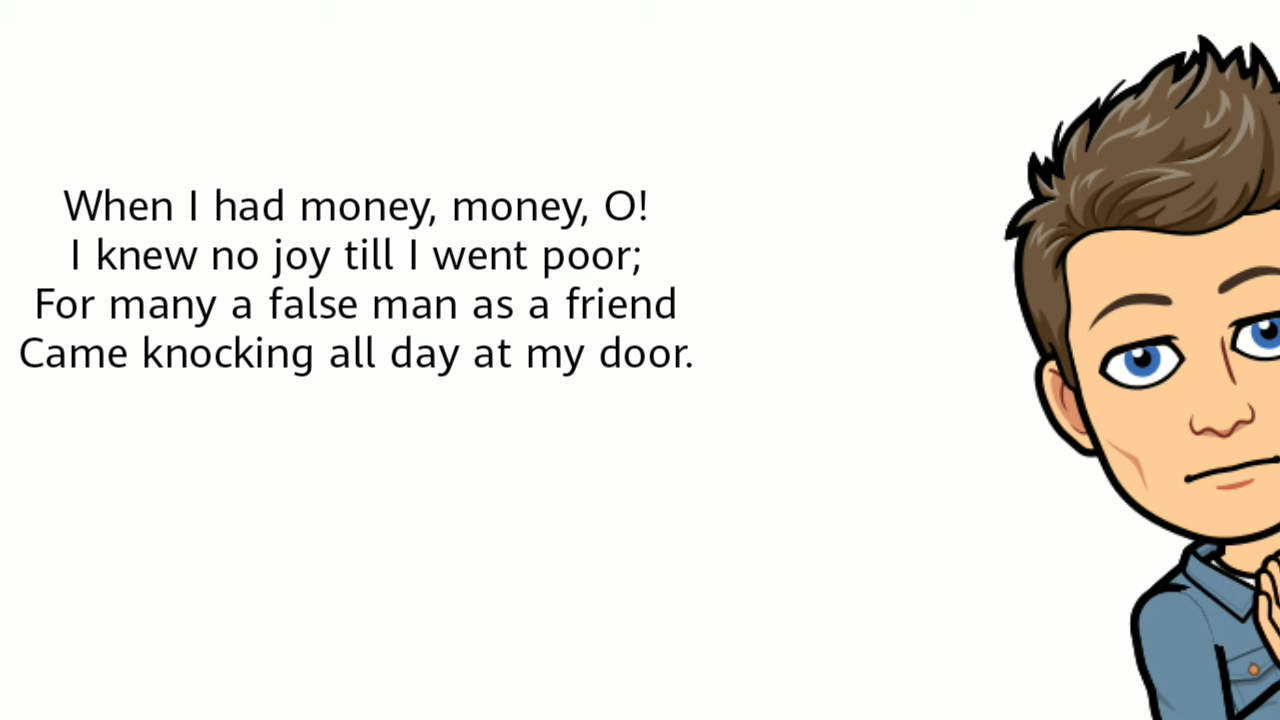 When I had money, money, O!
I knew no joy till I went poor;
For many a false man as a friend
Came knocking all day at my door.